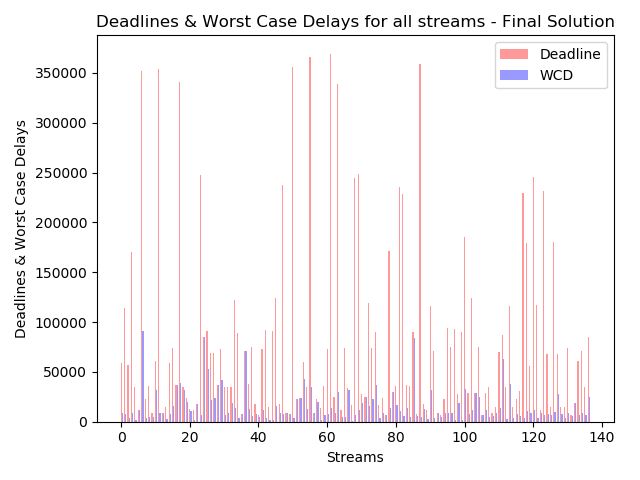 Deadlines & Worst Case Delays for all streams - Final Solution
Deadline
WCD
Deadlines & Worst Case Delays
350000
300000
250000
200000
150000
100000
50000
0
0 20 40 60 80 100 120 140
Streams